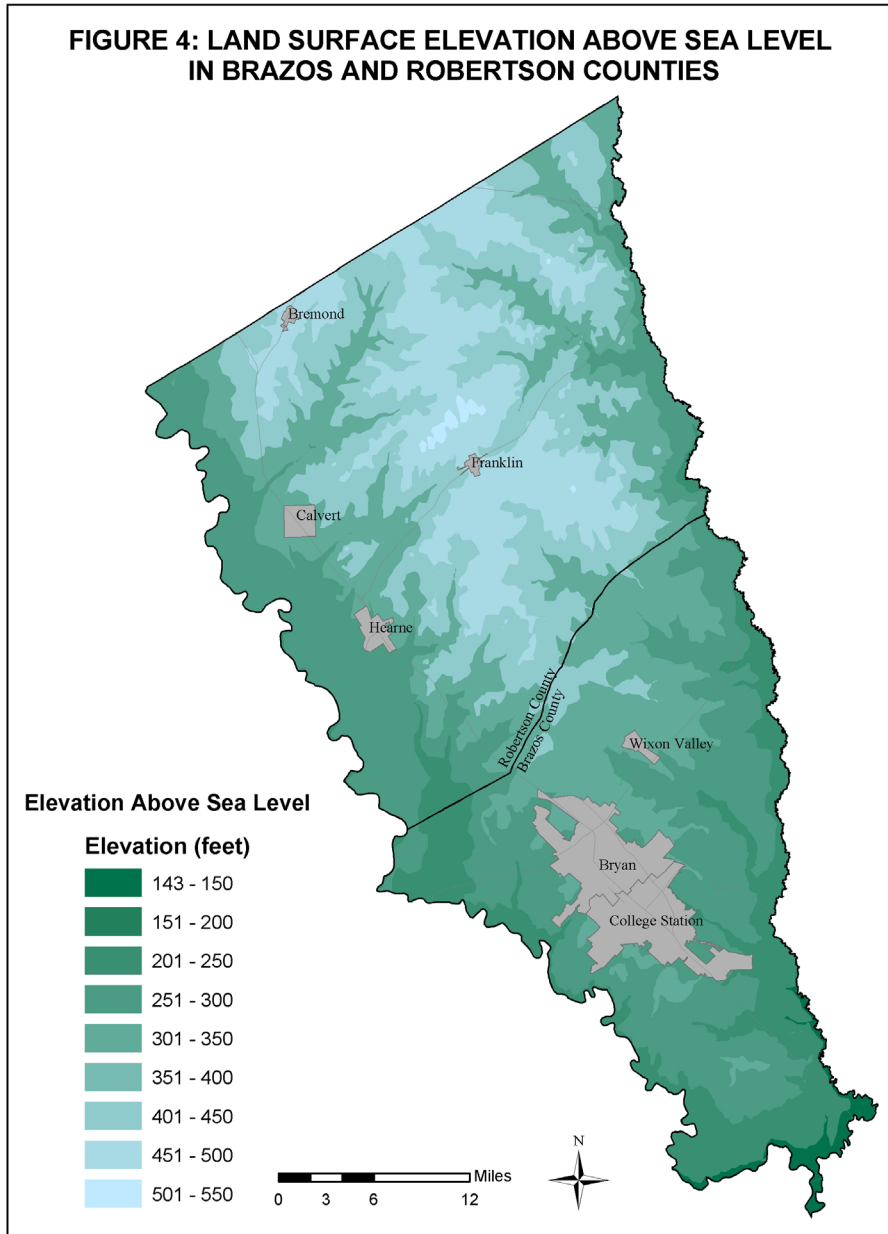 FIGURE 4: LAND SURFACE ELEVATION ABOVE SEA LEVEL
IN BRAZOS AND ROBERTSON COUNTIES
Bremond
Franklin
Calvert
Hearne
Robertson County
Brazos County
Wixon Valley
Bryan
College Station
Elevation Above Sea Level
Elevation (feet)
143 - 150
151 - 200
201 - 250
251 - 300
301 - 350
351 - 400
401 - 450
451 - 500
501 - 550
Miles
0 3 6 12
N